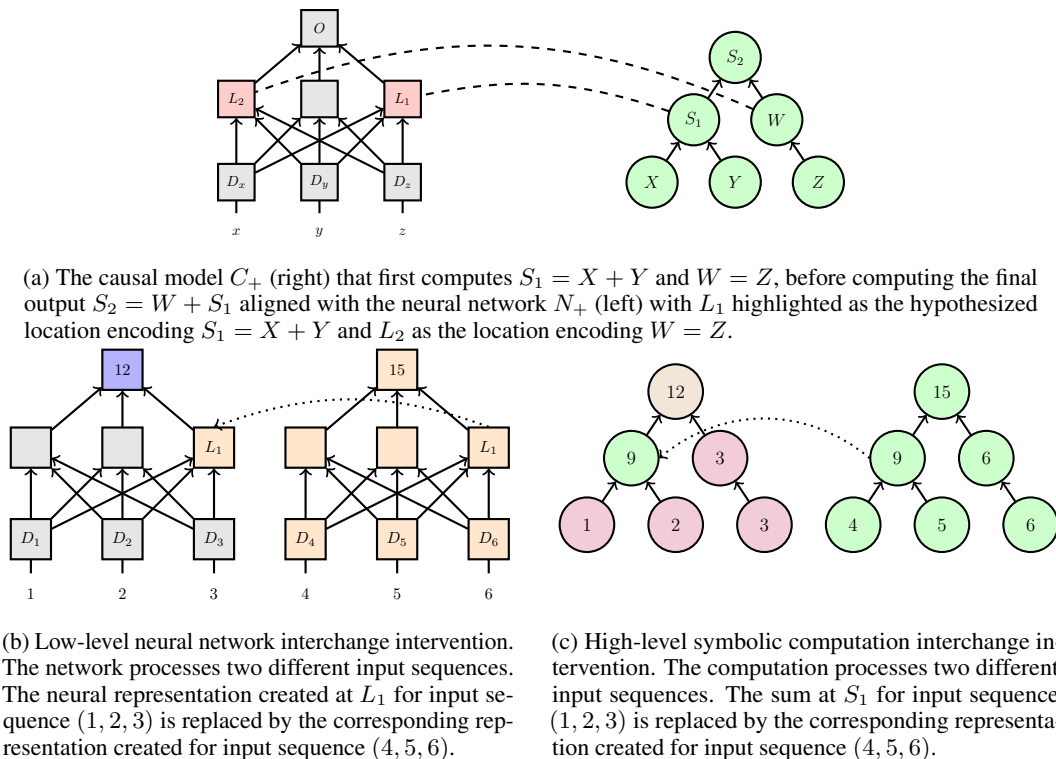 O
S₂
L₂ L₁
S₁ W
D_x D_y D_z
X Y Z
x y z
(a) The causal model C₊ (right) that first computes S₁ = X + Y and W = Z, before computing the final
output S₂ = W + S₁ aligned with the neural network N₊ (left) with L₁ highlighted as the hypothesized
location encoding S₁ = X + Y and L₂ as the location encoding W = Z.
12 15
L₁ L₁
D₁ D₂ D₃ D₄ D₅ D₆
1 2 3 4 5 6
12 15
9 3 9 6
1 2 3 4 5 6
(b) Low-level neural network interchange intervention.
The network processes two different input sequences.
The neural representation created at L₁ for input se-
quence (1, 2, 3) is replaced by the corresponding rep-
resentation created for input sequence (4, 5, 6).
(c) High-level symbolic computation interchange in-
tervention. The computation processes two different
input sequences. The sum at S₁ for input sequence
(1, 2, 3) is replaced by the corresponding representa-
tion created for input sequence (4, 5, 6).